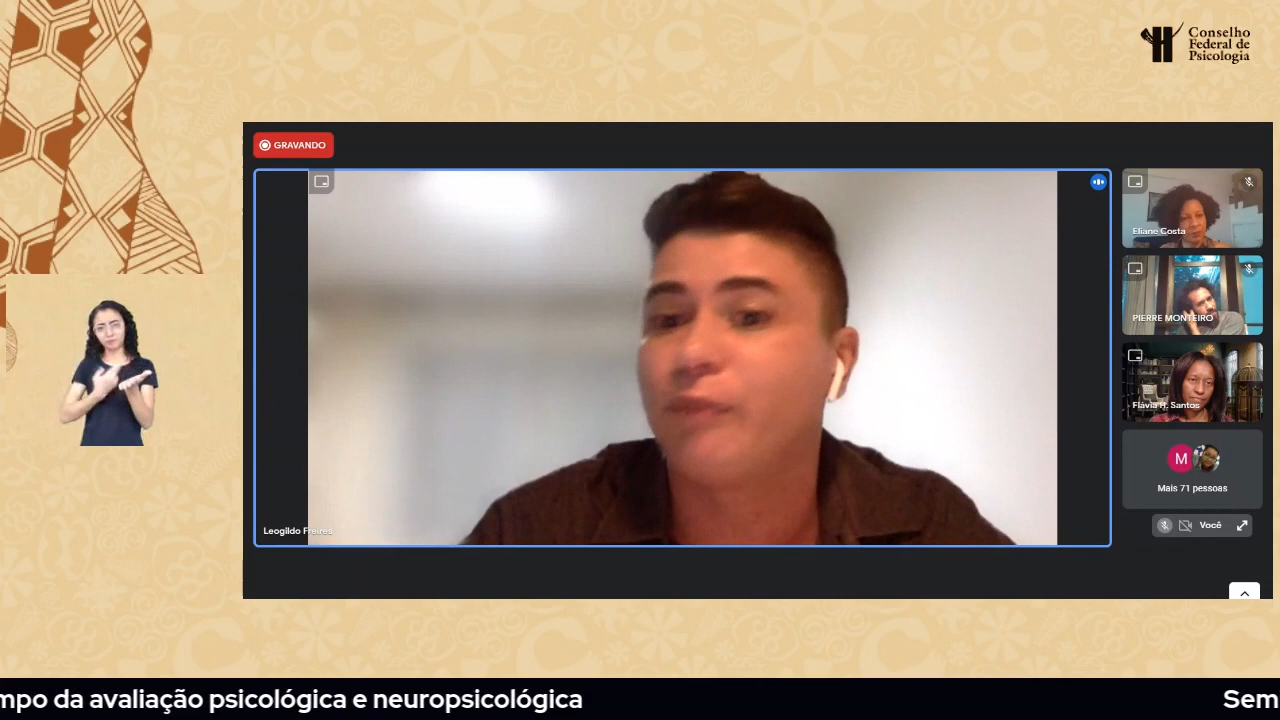 Conselho
Federal de
Psicologia
GRAVANDO
Eliane Costa
PIERRE MONTEIRO
Flávia H. Santos
M
Mais 71 pessoas
Você
Leogildo Freires
mpo da avaliação psicológica e neuropsicológica
Sem